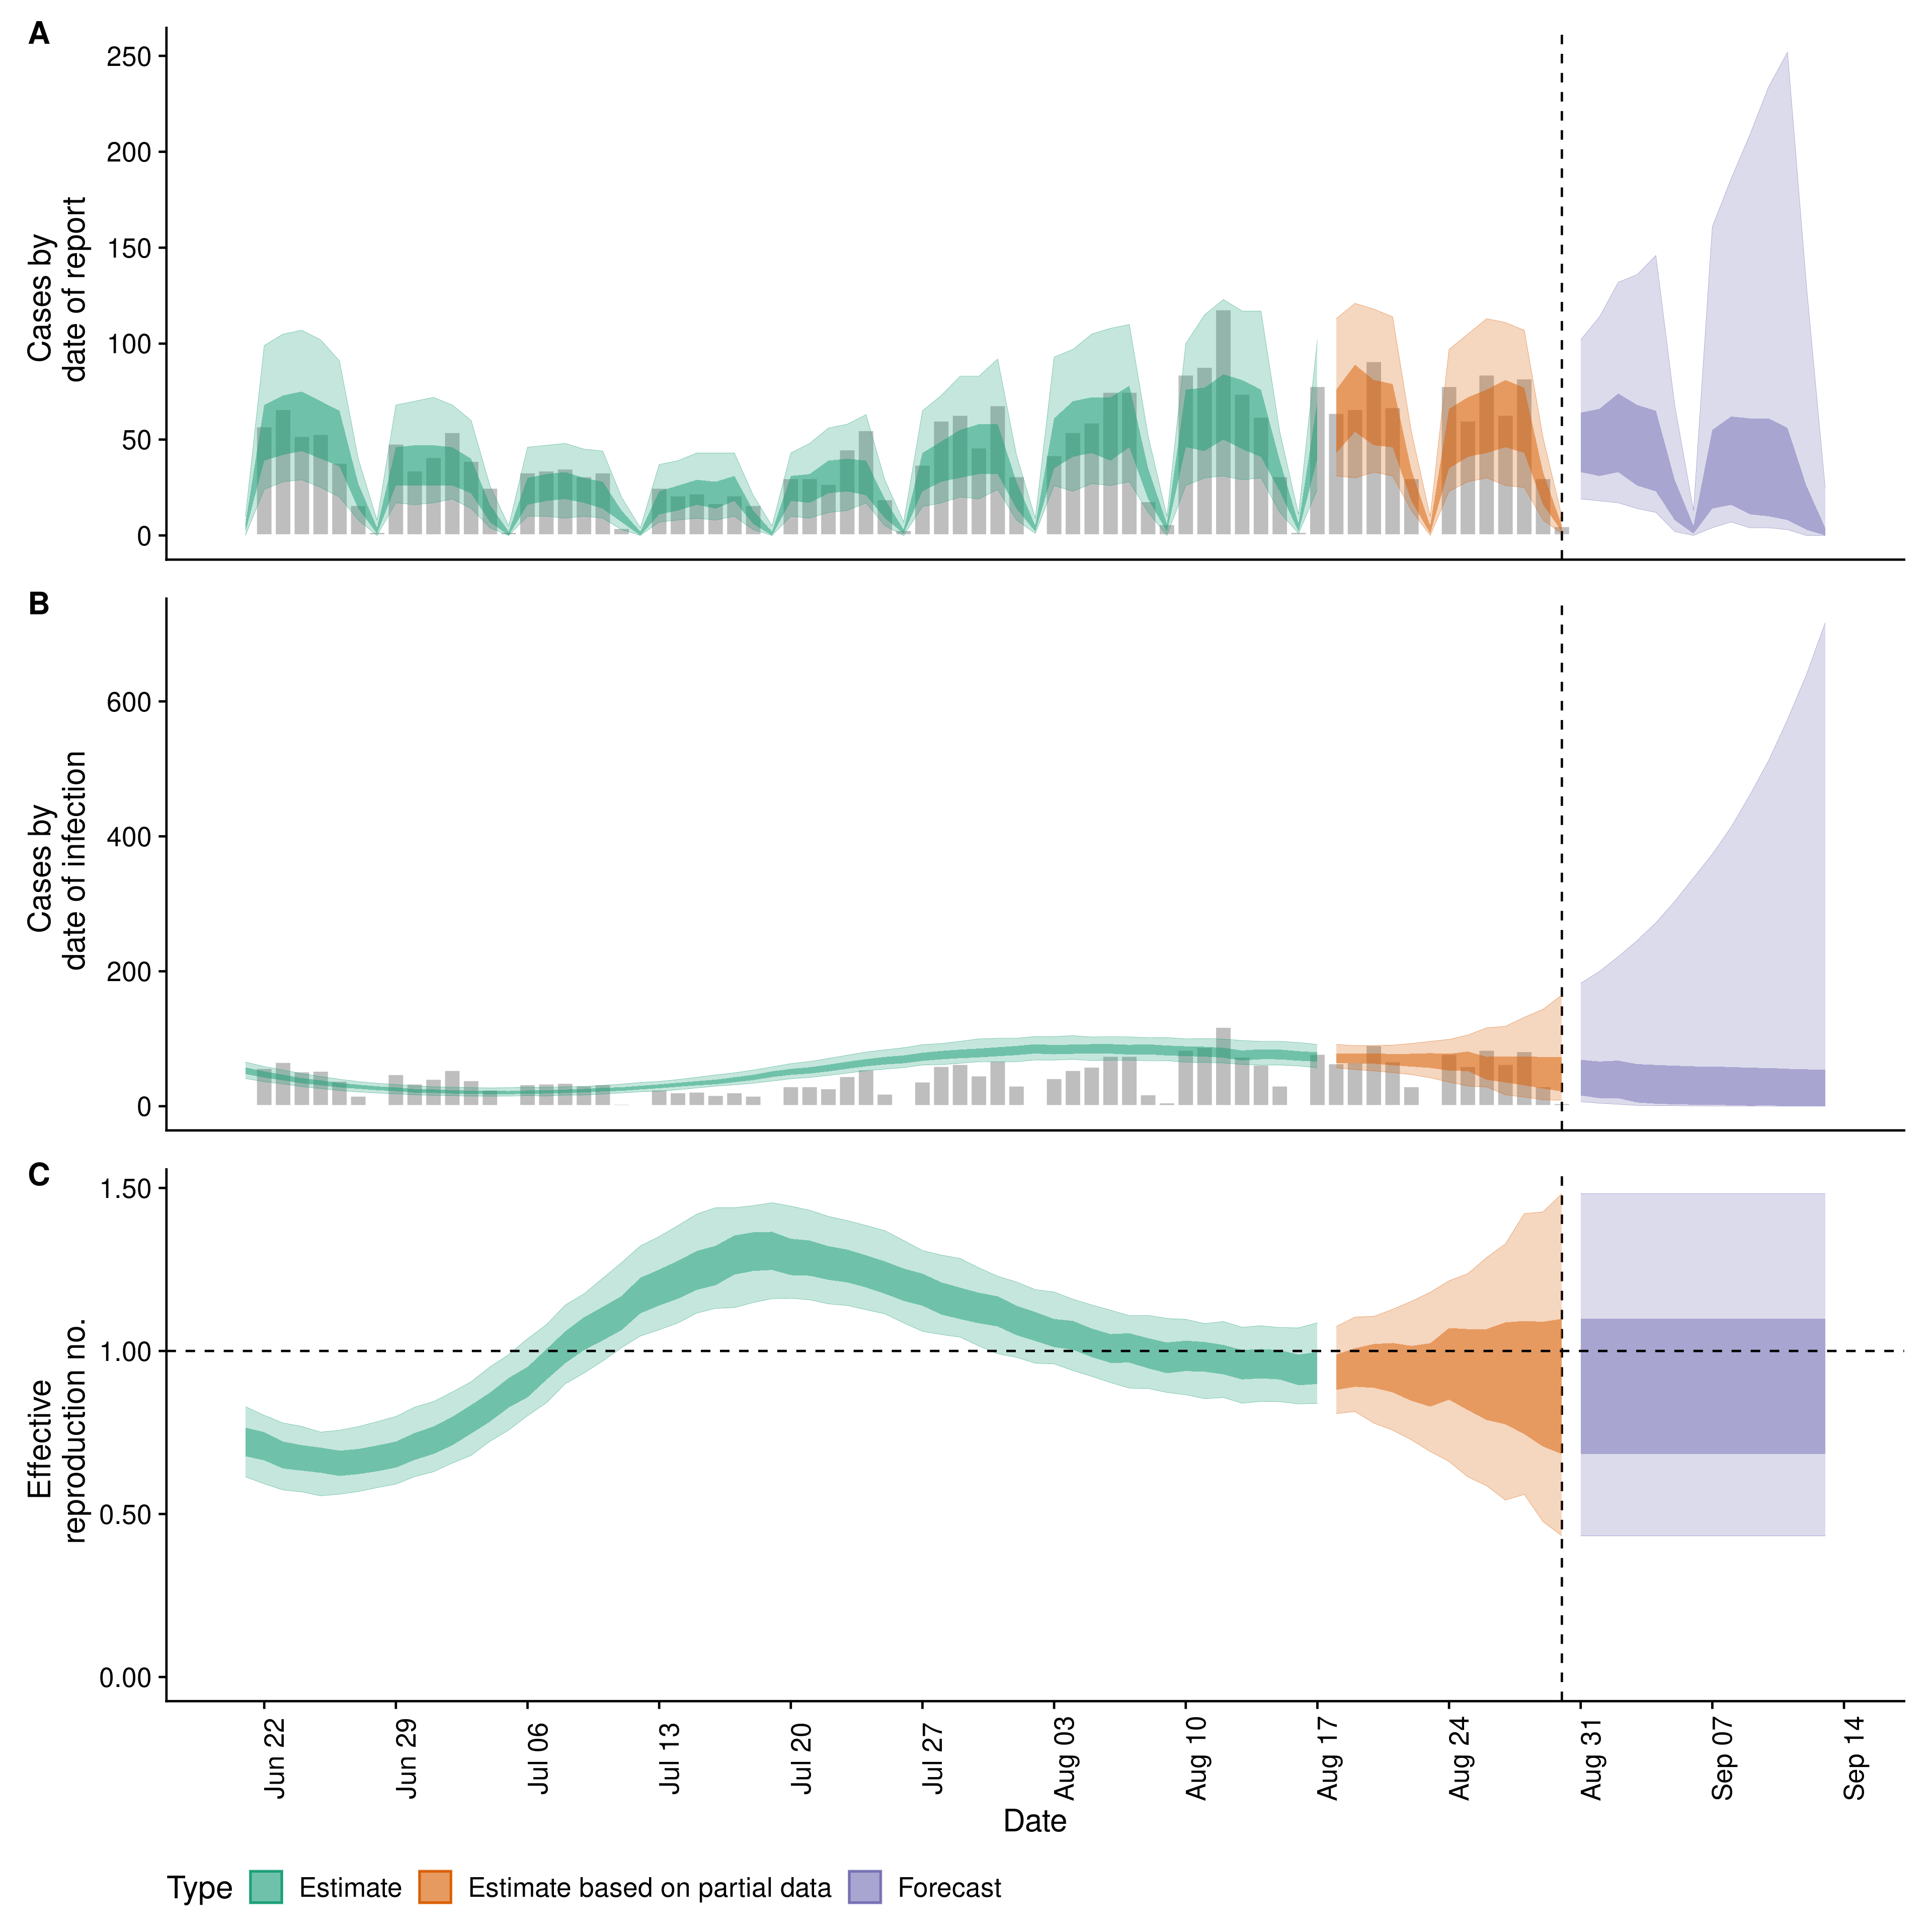 A
Cases by
date of report
250
200
150
100
50
0
B
Cases by
date of infection
600
400
200
0
C
Effective
reproduction no.
1.50
1.00
0.50
0.00
Jun 22
Jun 29
Jul 06
Jul 13
Jul 20
Jul 27
Aug 03
Aug 10
Aug 17
Aug 24
Aug 31
Sep 07
Sep 14
Date
Type Estimate Estimate based on partial data Forecast